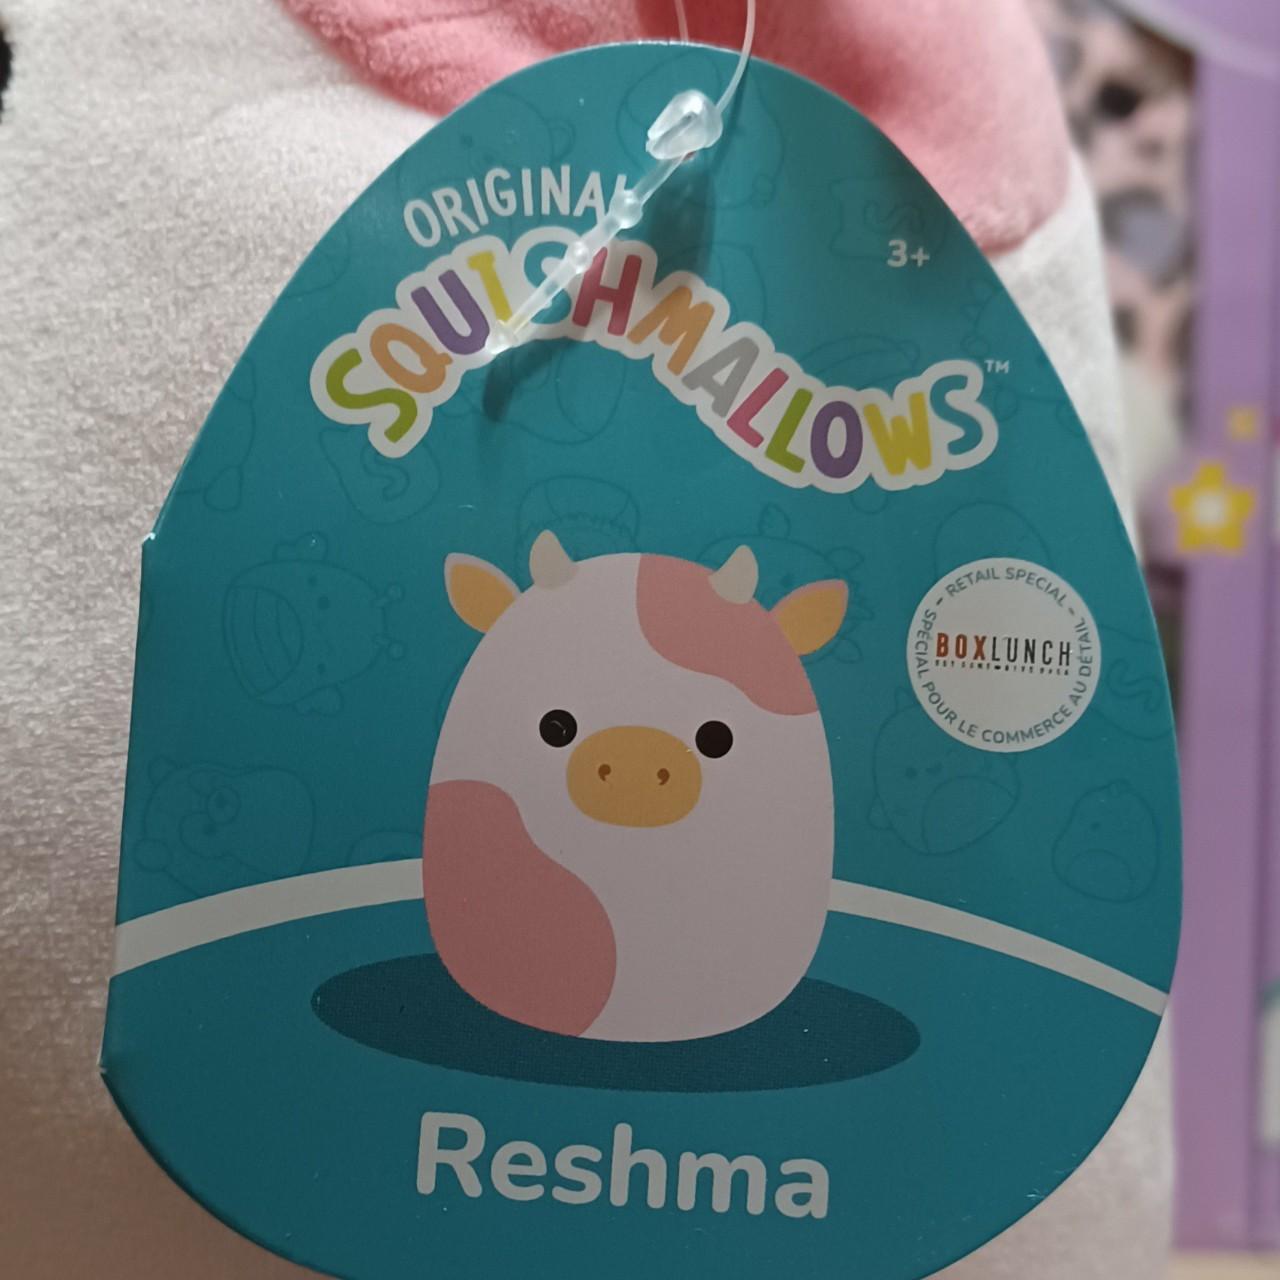 ORIGINAL
SQUISHMALLOWS™
3+
– RETAIL SPECIAL –
BOXLUNCH
SPÉCIAL POUR LE COMMERCE AU DÉTAIL
Reshma